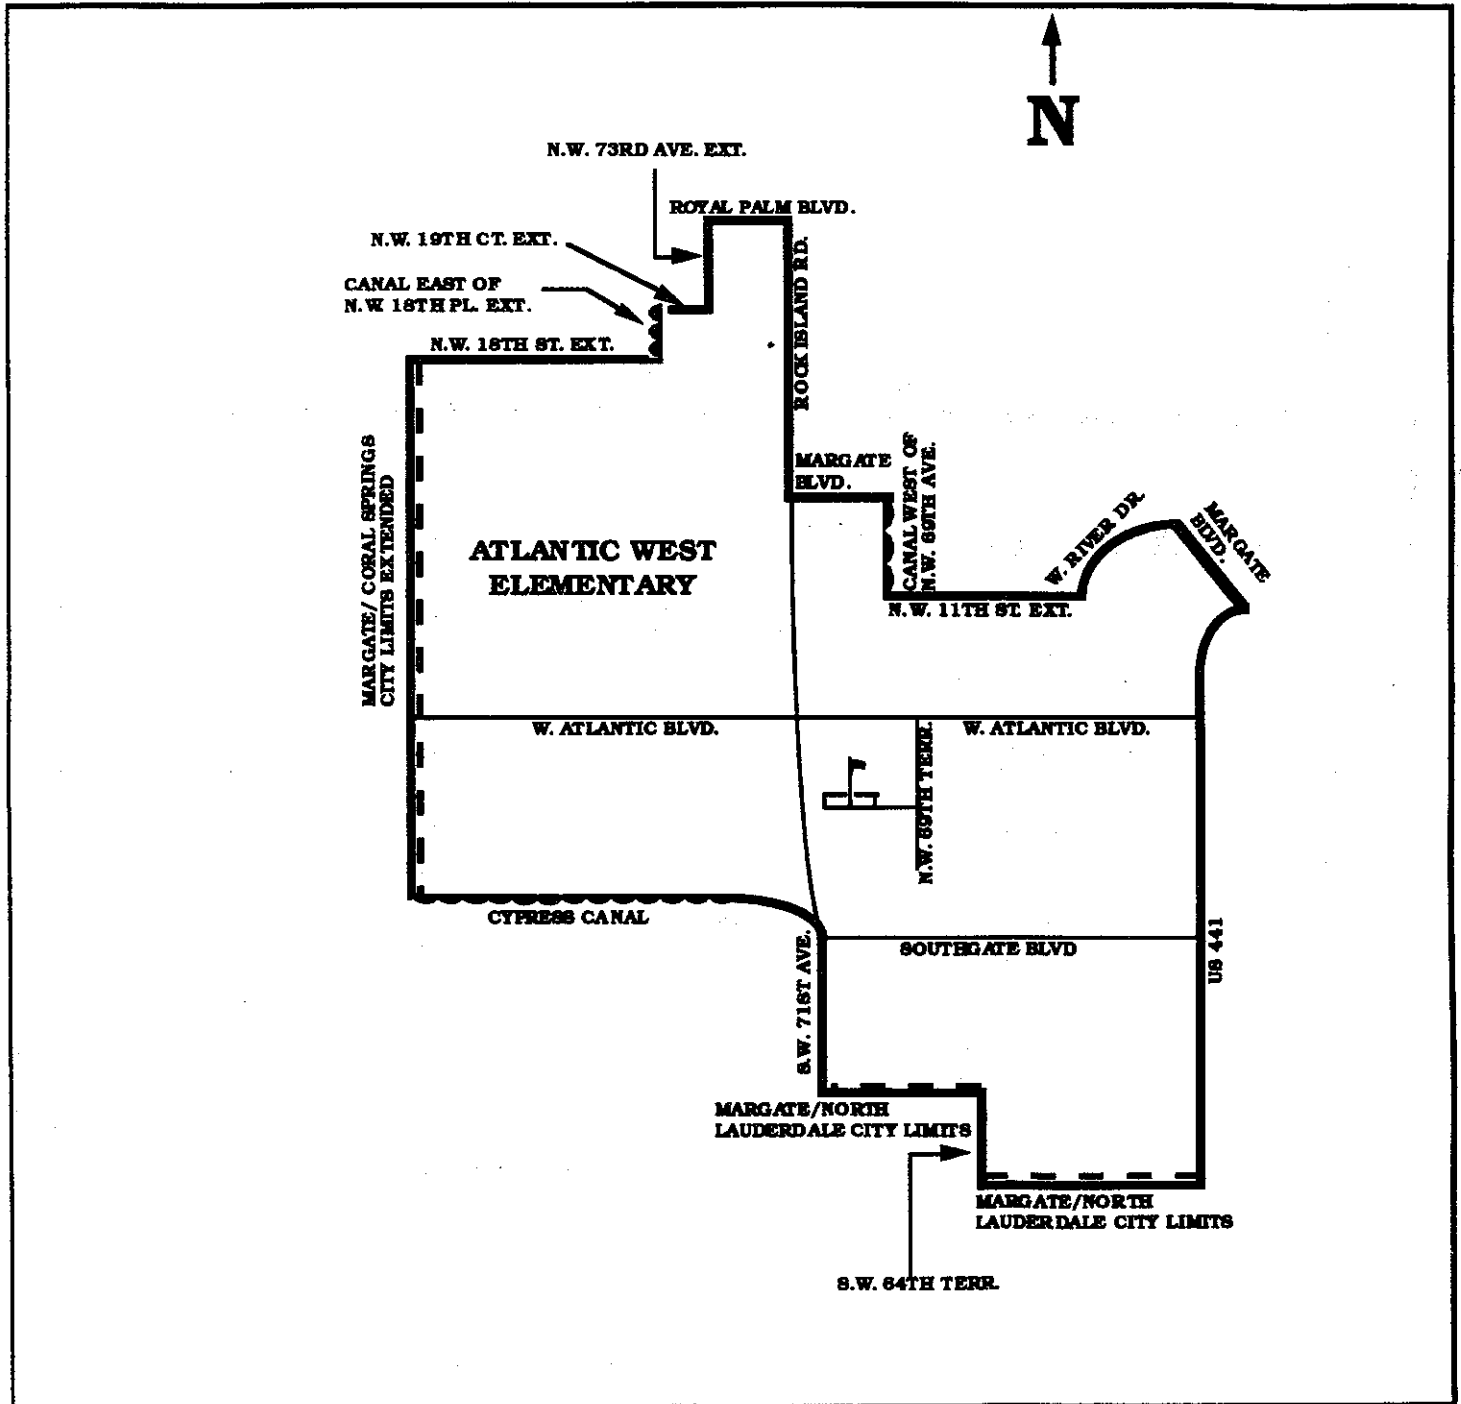 N
N.W. 73RD AVE. EXT.
ROYAL PALM BLVD.
N.W. 19TH CT. EXT.
CANAL EAST OF
N.W. 18TH PL. EXT.
N.W. 18TH ST. EXT.
ROCK ISLAND RD.
MARGATE/ CORAL SPRINGS
CITY LIMITS EXTENDED
MARGATE
BLVD.
CANAL WEST OF
N.W. 69TH AVE.
W. RIVER DR.
MARGATE
BLVD.
ATLANTIC WEST
ELEMENTARY
N.W. 11TH ST. EXT.
W. ATLANTIC BLVD.
W. ATLANTIC BLVD.
N.W. 69TH TERR.
CYPRESS CANAL
S.W. 71ST AVE.
SOUTHGATE BLVD
US 441
MARGATE/NORTH
LAUDERDALE CITY LIMITS
MARGATE/NORTH
LAUDERDALE CITY LIMITS
S.W. 64TH TERR.